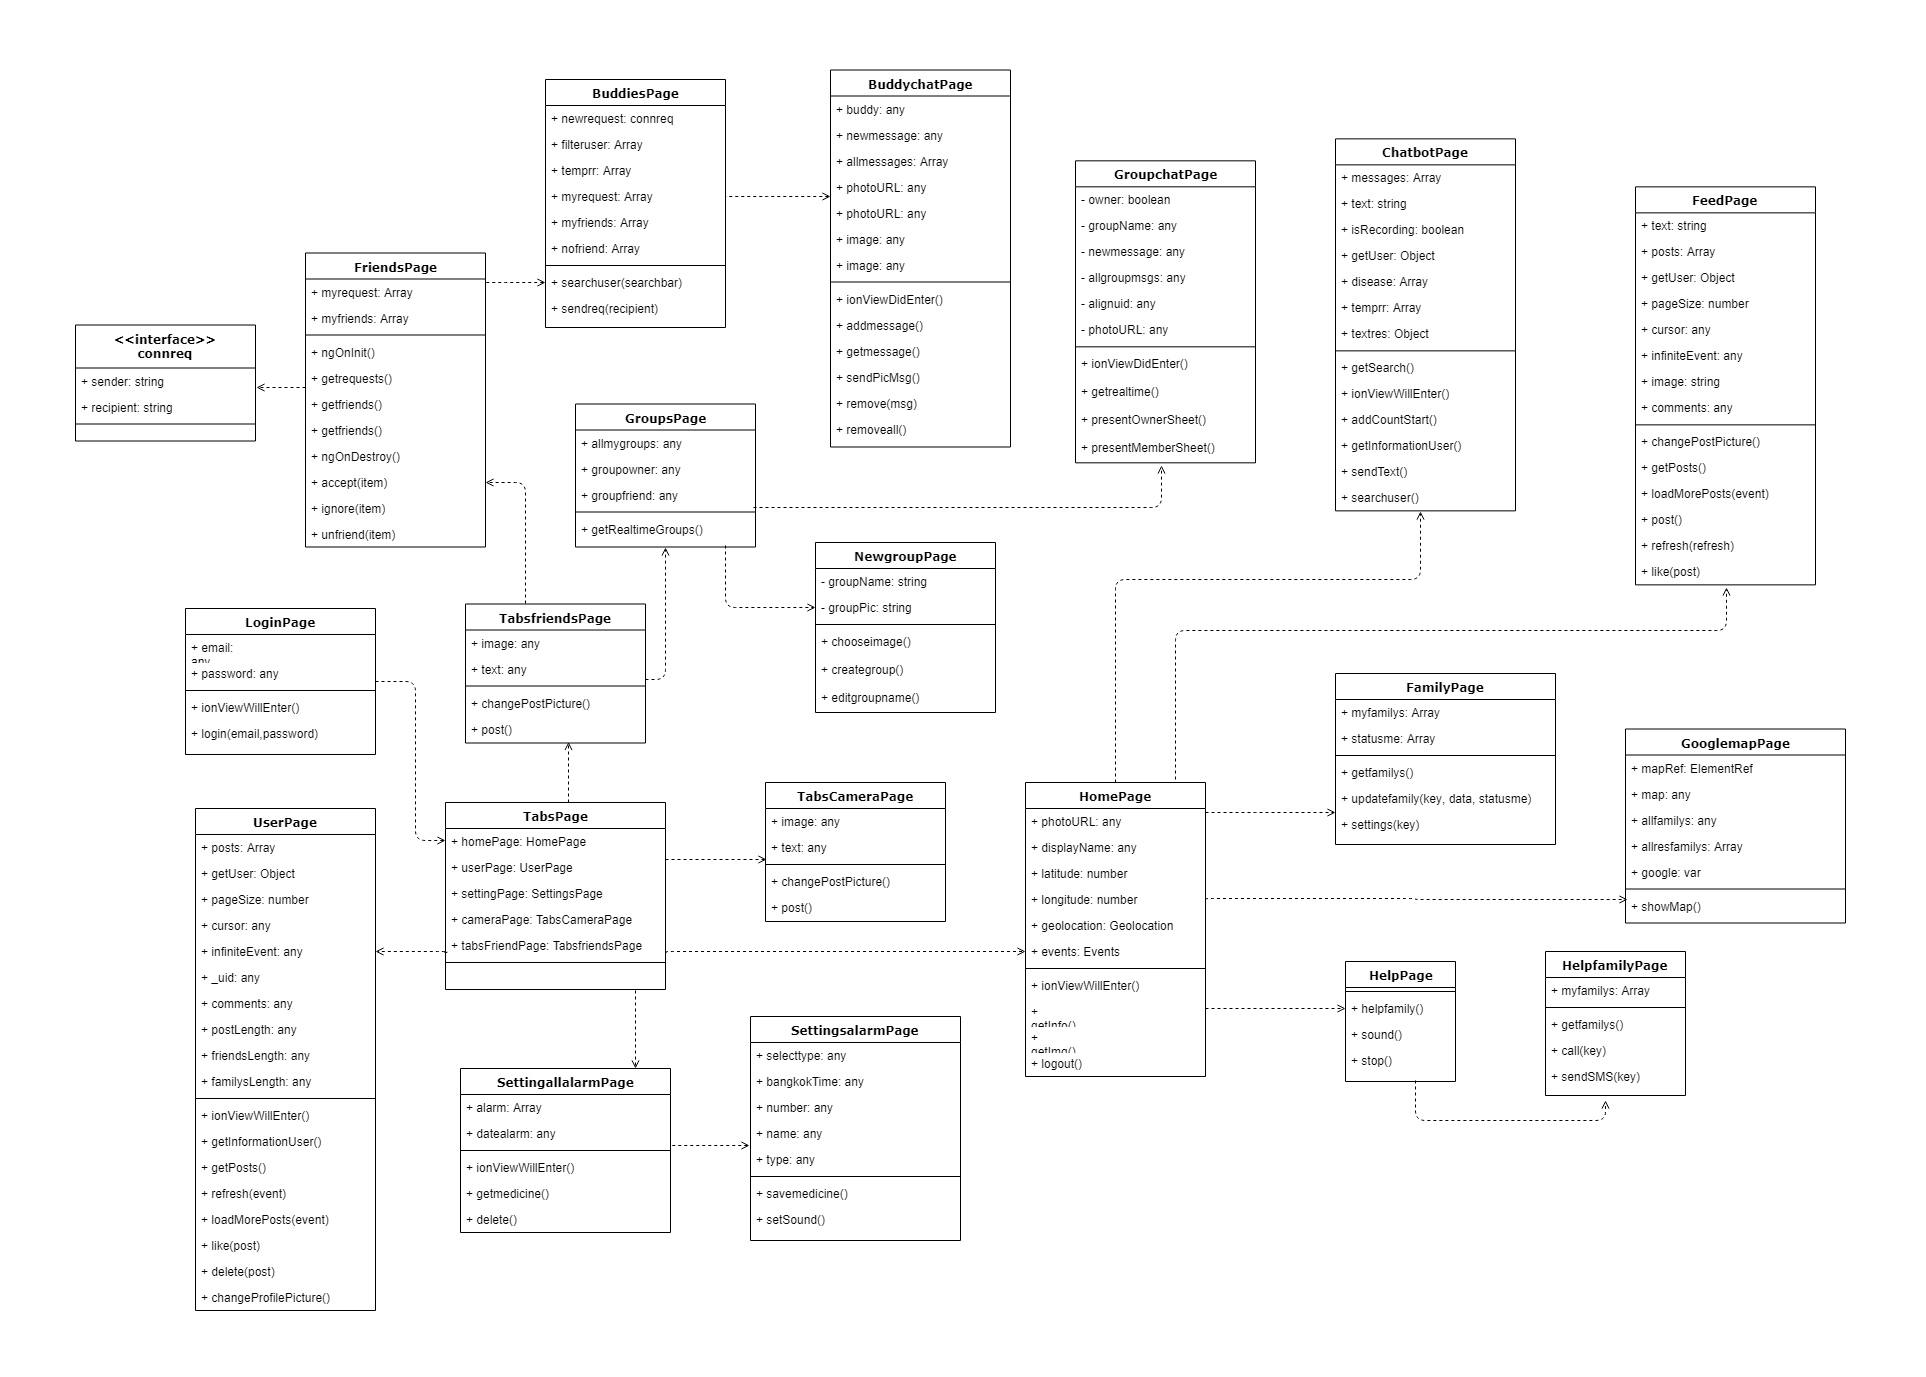 BuddiesPage
+ newrequest: connreq
+ filteruser: Array
+ temprr: Array
+ myrequest: Array
+ myfriends: Array
+ nofriend: Array
+ searchuser(searchbar)
+ sendreq(recipient)
BuddychatPage
+ buddy: any
+ newmessage: any
+ allmessages: Array
+ photoURL: any
+ photoURL: any
+ image: any
+ image: any
+ ionViewDidEnter()
+ addmessage()
+ getmessage()
+ sendPicMsg()
+ remove(msg)
+ removeall()
GroupchatPage
- owner: boolean
- groupName: any
- newmessage: any
- allgroupmsgs: any
- alignuid: any
- photoURL: any
+ ionViewDidEnter()
+ getrealtime()
+ presentOwnerSheet()
+ presentMemberSheet()
ChatbotPage
+ messages: Array
+ text: string
+ isRecording: boolean
+ getUser: Object
+ disease: Array
+ temprr: Array
+ textres: Object
+ getSearch()
+ ionViewWillEnter()
+ addCountStart()
+ getInformationUser()
+ sendText()
+ searchuser()
FeedPage
+ text: string
+ posts: Array
+ getUser: Object
+ pageSize: number
+ cursor: any
+ infiniteEvent: any
+ image: string
+ comments: any
+ changePostPicture()
+ getPosts()
+ loadMorePosts(event)
+ post()
+ refresh(refresh)
+ like(post)
FriendsPage
+ myrequest: Array
+ myfriends: Array
+ ngOnInit()
+ getrequests()
+ getfriends()
+ getfriends()
+ ngOnDestroy()
+ accept(item)
+ ignore(item)
+ unfriend(item)
<<interface>>
connreq
+ sender: string
+ recipient: string
GroupsPage
+ allmygroups: any
+ groupowner: any
+ groupfriend: any
+ getRealtimeGroups()
NewgroupPage
- groupName: string
- groupPic: string
+ chooseimage()
+ creategroup()
+ editgroupname()
LoginPage
+ email:
any
+ password: any
+ ionViewWillEnter()
+ login(email,password)
TabsfriendsPage
+ image: any
+ text: any
+ changePostPicture()
+ post()
FamilyPage
+ myfamilys: Array
+ statusme: Array
+ getfamilys()
+ updatefamily(key, data, statusme)
+ settings(key)
GooglemapPage
+ mapRef: ElementRef
+ map: any
+ allfamilys: any
+ allresfamilys: Array
+ google: var
+ showMap()
UserPage
+ posts: Array
+ getUser: Object
+ pageSize: number
+ cursor: any
+ infiniteEvent: any
+ _uid: any
+ comments: any
+ postLength: any
+ friendsLength: any
+ familysLength: any
+ ionViewWillEnter()
+ getInformationUser()
+ getPosts()
+ refresh(event)
+ loadMorePosts(event)
+ like(post)
+ delete(post)
+ changeProfilePicture()
TabsPage
+ homePage: HomePage
+ userPage: UserPage
+ settingPage: SettingsPage
+ cameraPage: TabsCameraPage
+ tabsFriendPage: TabsfriendsPage
TabsCameraPage
+ image: any
+ text: any
+ changePostPicture()
+ post()
HomePage
+ photoURL: any
+ displayName: any
+ latitude: number
+ longitude: number
+ geolocation: Geolocation
+ events: Events
+ ionViewWillEnter()
+
getInfo()
+
getImg()
+ logout()
HelpPage
+ helpfamily()
+ sound()
+ stop()
HelpfamilyPage
+ myfamilys: Array
+ getfamilys()
+ call(key)
+ sendSMS(key)
SettingallalarmPage
+ alarm: Array
+ datealarm: any
+ ionViewWillEnter()
+ getmedicine()
+ delete()
SettingsalarmPage
+ selecttype: any
+ bangkokTime: any
+ number: any
+ name: any
+ type: any
+ savemedicine()
+ setSound()